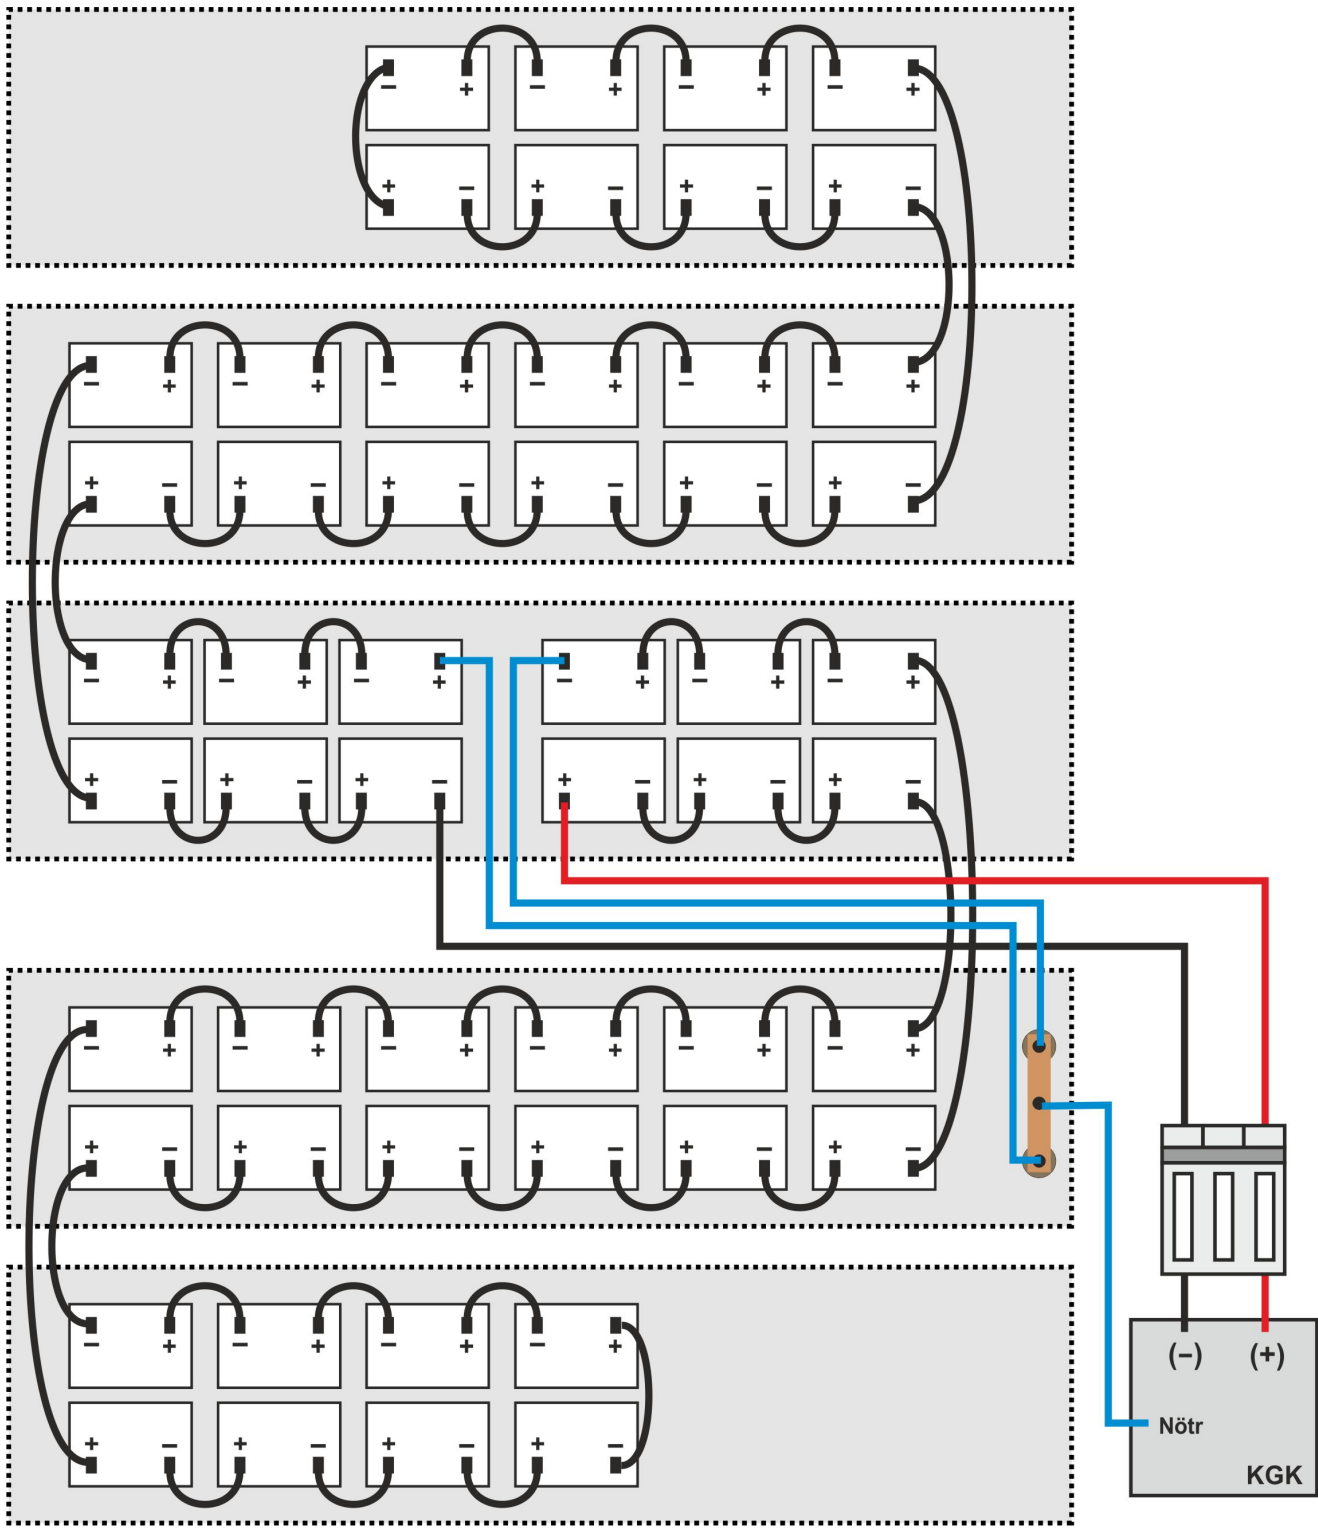 − + − + − + − +
+ − + − + − + −
− + − + − + − + − + − +
+ − + − + − + − + − + −
− + − + − + − + − + − +
+ − + − + − + − + − + −
− + − + − + − + − + − +
+ − + − + − + − + − + −
− + − + − + − +
+ − + − + − + −
(−) (+)
Nötr
KGK